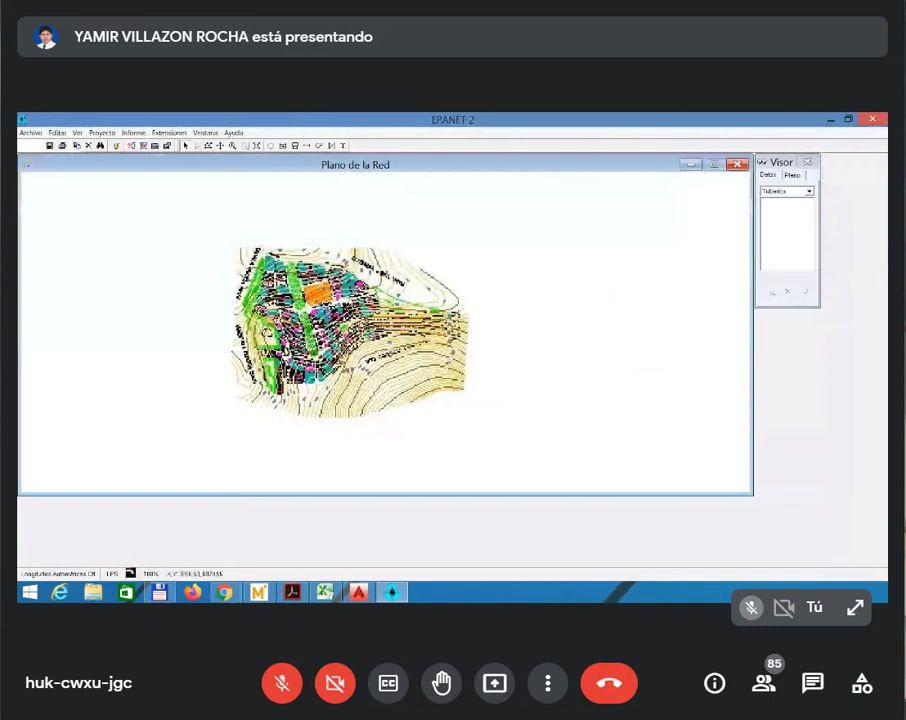 YAMIR VILLAZON ROCHA está presentando
EPANET 2
Archivo Editar Ver Proyecto Informe Extensiones Ventana Ayuda
Plano de la Red
Visor
Datos Plano
Tuberías
Longitudes Automáticas Off LPS 100%
Tú
85
huk-cwxu-jgc